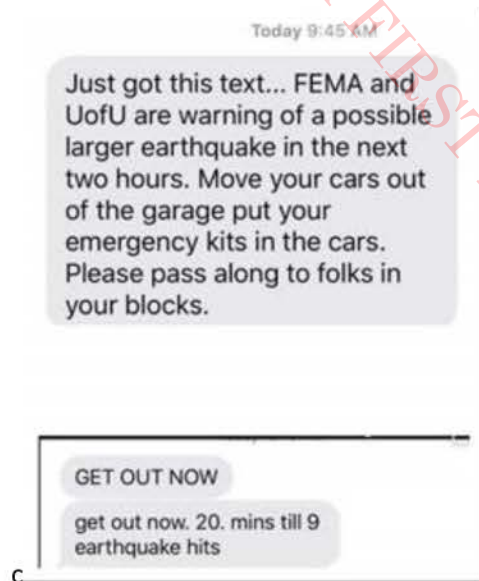 Today 9:45 AM
Just got this text... FEMA and
UofU are warning of a possible
larger earthquake in the next
two hours. Move your cars out
of the garage put your
emergency kits in the cars.
Please pass along to folks in
your blocks.
GET OUT NOW
get out now. 20. mins till 9
earthquake hits
C
FIRST